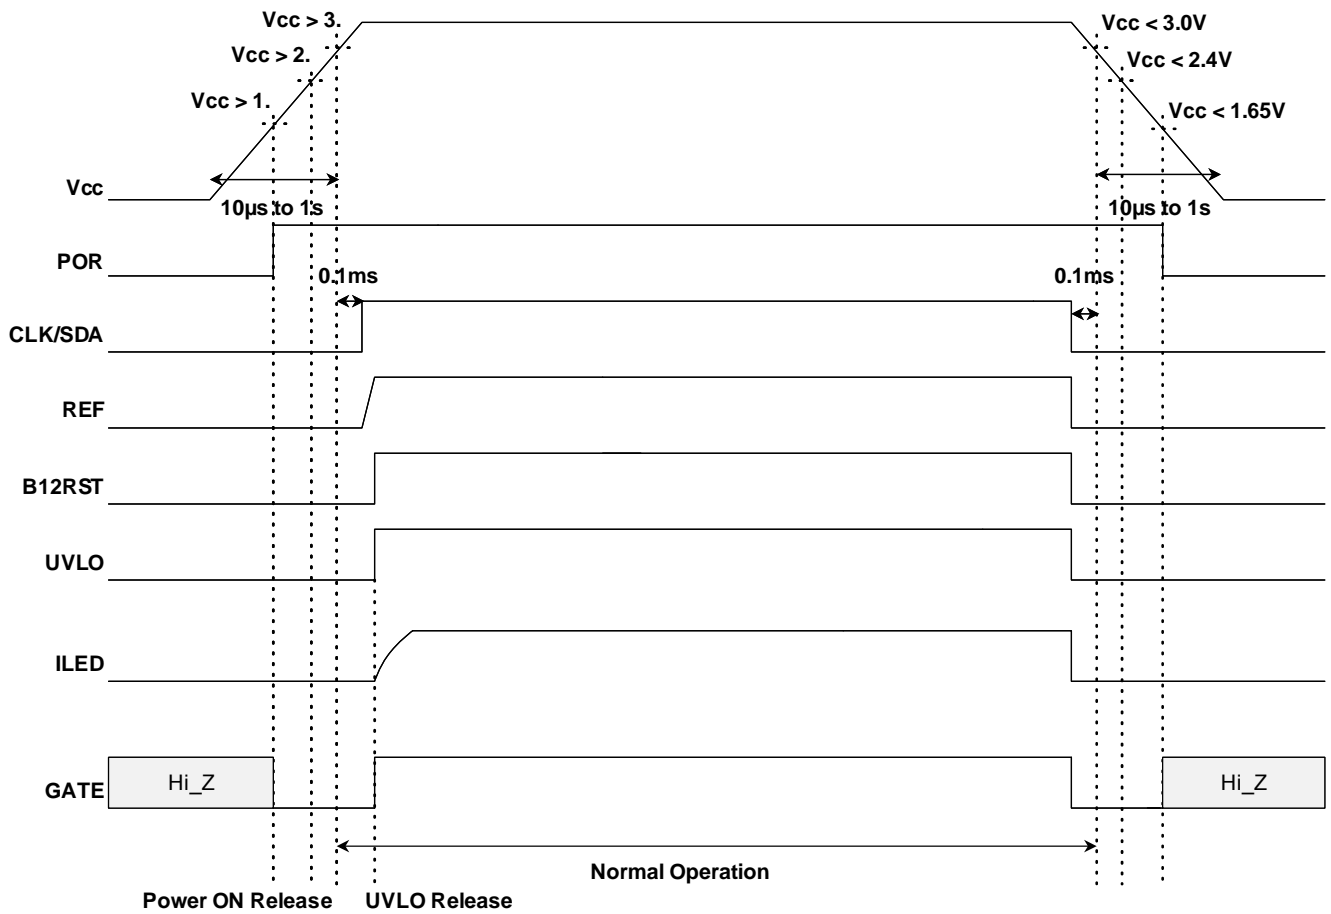 Vcc > 3.
Vcc < 3.0V
Vcc > 2.
Vcc < 2.4V
Vcc > 1.
Vcc < 1.65V
Vcc
10µs to 1s
10µs to 1s
POR
0.1ms
0.1ms
CLK/SDA
REF
B12RST
UVLO
ILED
GATE
Hi_Z
Hi_Z
Normal Operation
Power ON Release
UVLO Release